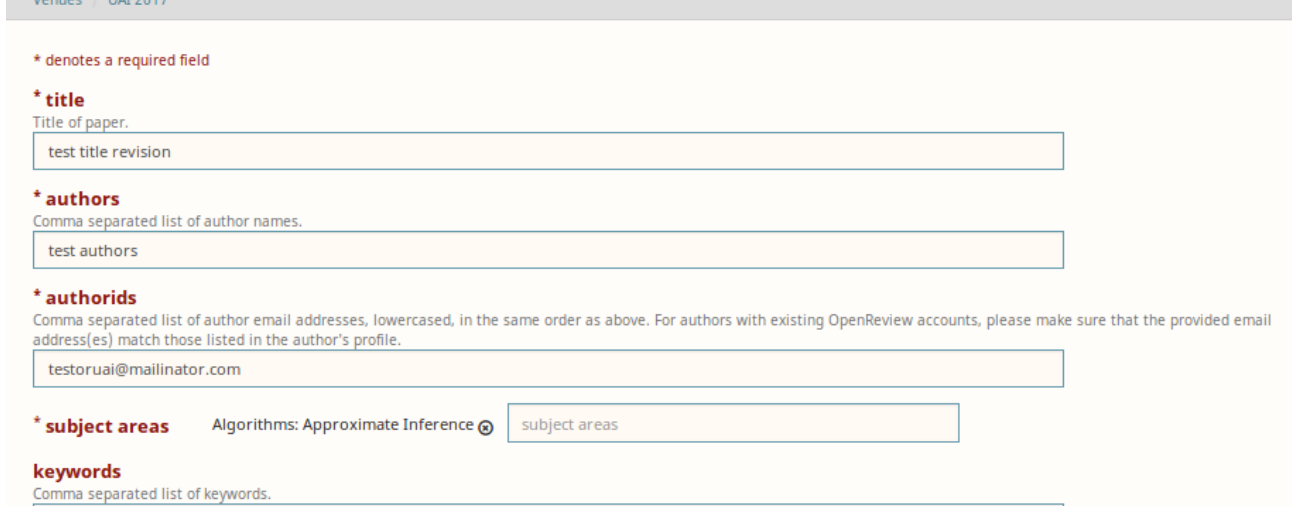 Venues / UAI 2017
* denotes a required field
* title
Title of paper.
test title revision
* authors
Comma separated list of author names.
test authors
* authorids
Comma separated list of author email addresses, lowercased, in the same order as above. For authors with existing OpenReview accounts, please make sure that the provided email
address(es) match those listed in the author's profile.
testoruai@mailinator.com
* subject areas Algorithms: Approximate Inference subject areas
keywords
Comma separated list of keywords.